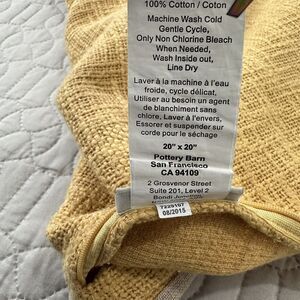 100% Cotton / Coton
Machine Wash Cold
Gentle Cycle,
Only Non Chlorine Bleach
When Needed,
Wash Inside out,
Line Dry
Laver à la machine à l'eau
froide, cycle délicat,
Utiliser au besoin un agent
de blanchiment sans
chlore, Laver à l'envers,
Essorer et suspendre sur
corde pour le séchage
20" x 20"
Pottery Barn
San Francisco
CA 94109
2 Grosvenor Street
Suite 201, Level 2
Bondi
08/2015